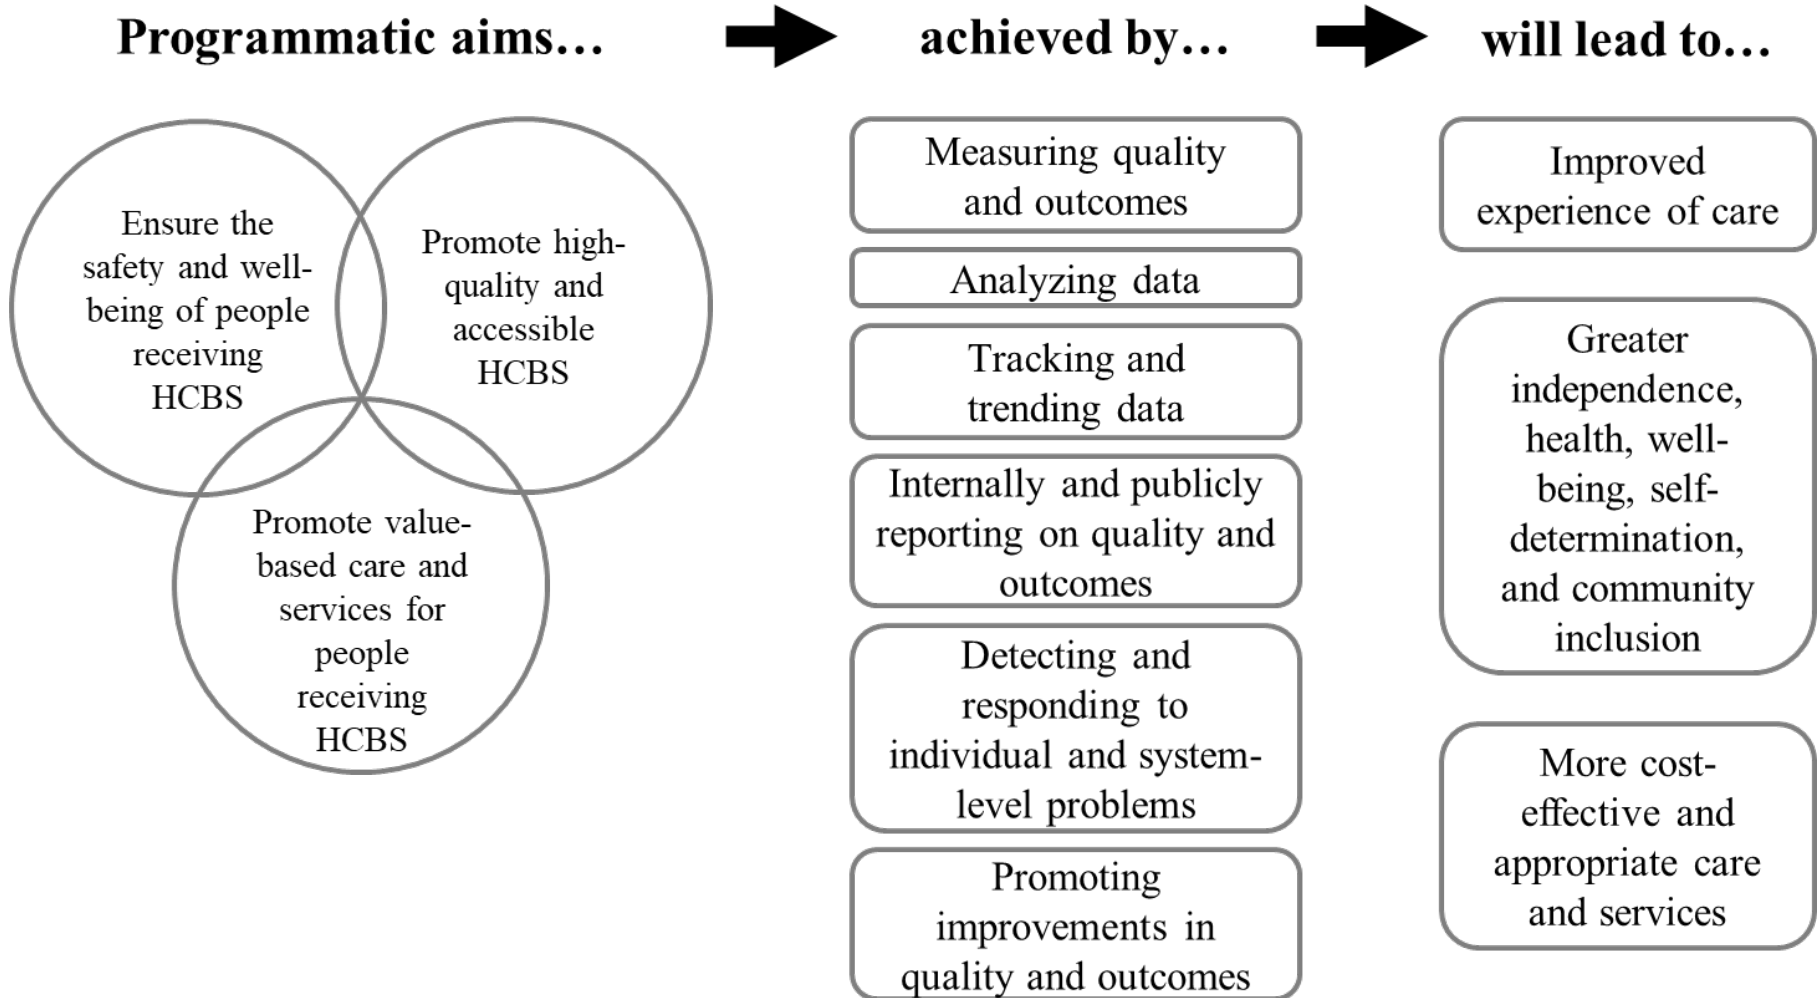 Programmatic aims…
achieved by…
will lead to…
Ensure the
safety and well-
being of people
receiving
HCBS
Promote high-
quality and
accessible
HCBS
Promote value-
based care and
services for
people
receiving
HCBS
Measuring quality
and outcomes
Analyzing data
Tracking and
trending data
Internally and publicly
reporting on quality and
outcomes
Detecting and
responding to
individual and system-
level problems
Promoting
improvements in
quality and outcomes
Improved
experience of care
Greater
independence,
health, well-
being, self-
determination,
and community
inclusion
More cost-
effective and
appropriate care
and services